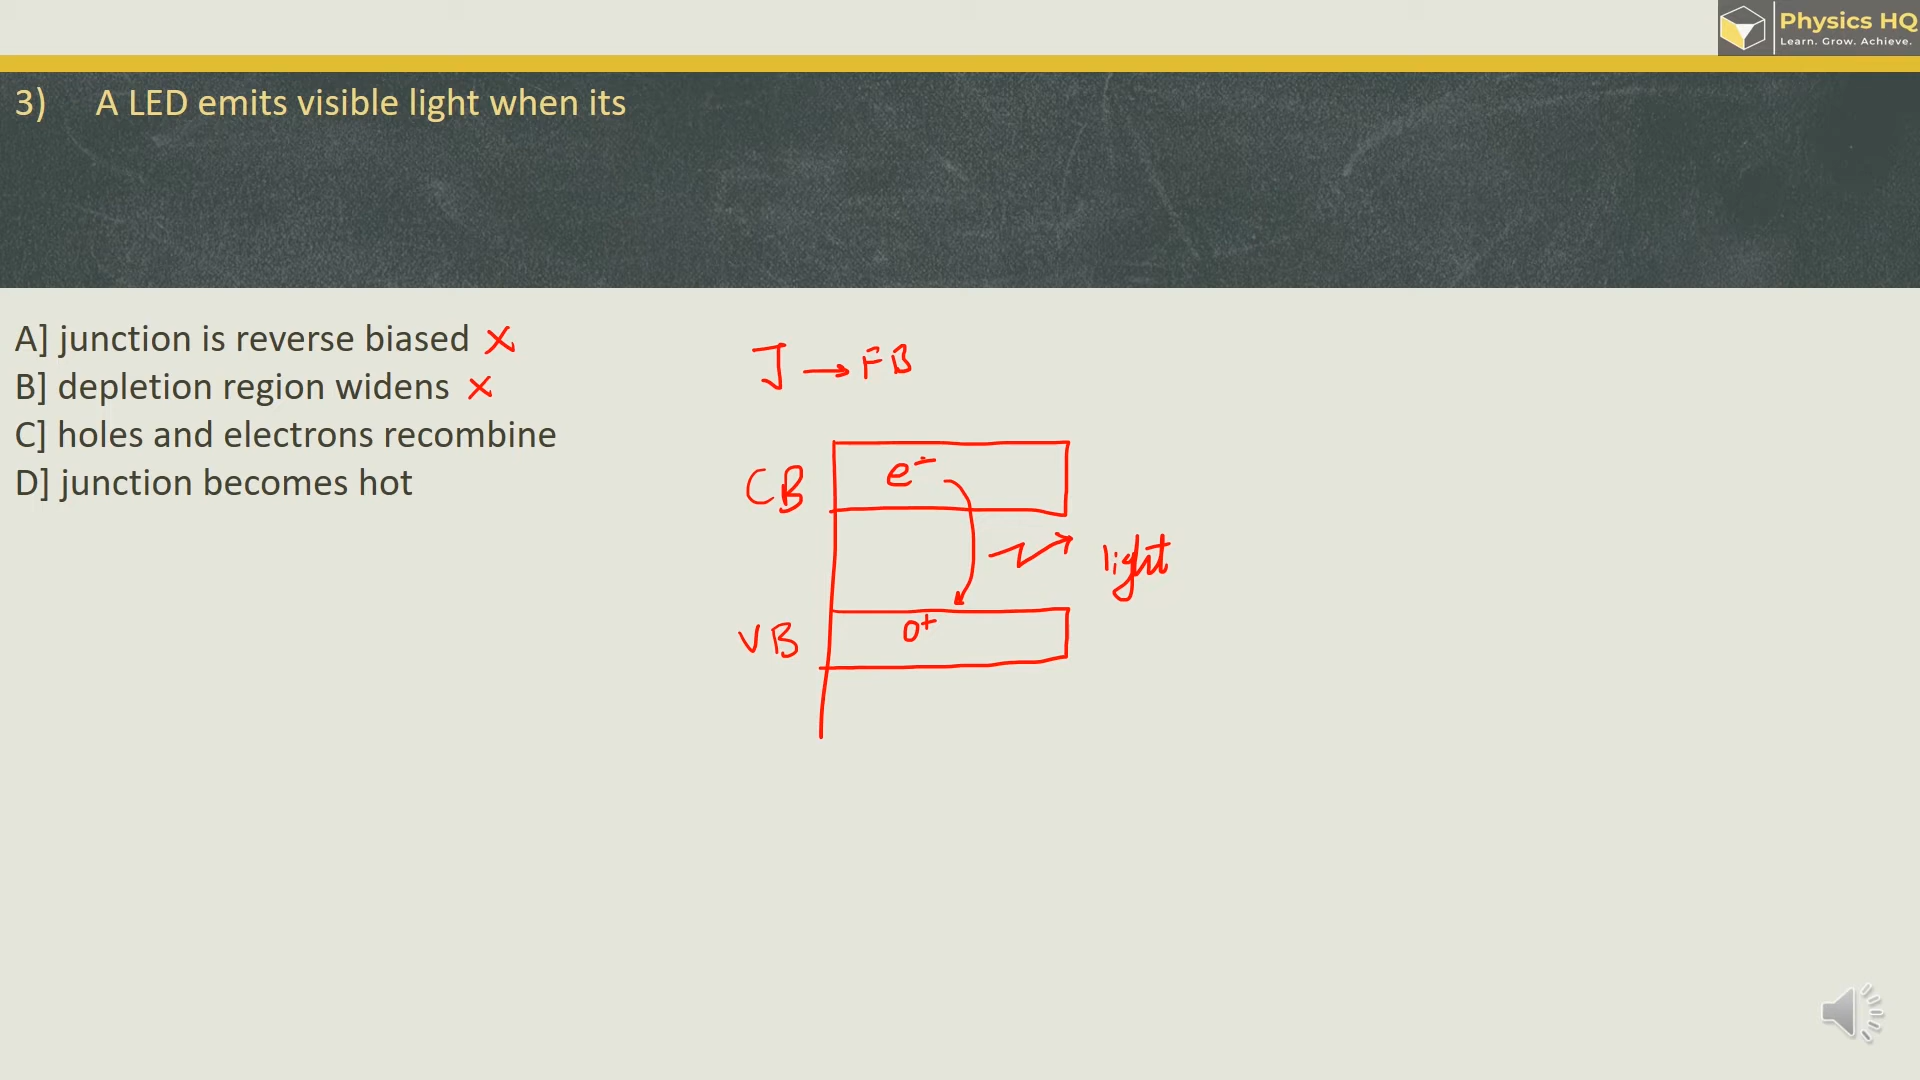 Physics HQ
Learn. Grow. Achieve.
3) A LED emits visible light when its
A] junction is reverse biased X
B] depletion region widens X
C] holes and electrons recombine
D] junction becomes hot
J → FB
CB e⁻
light
VB o⁺